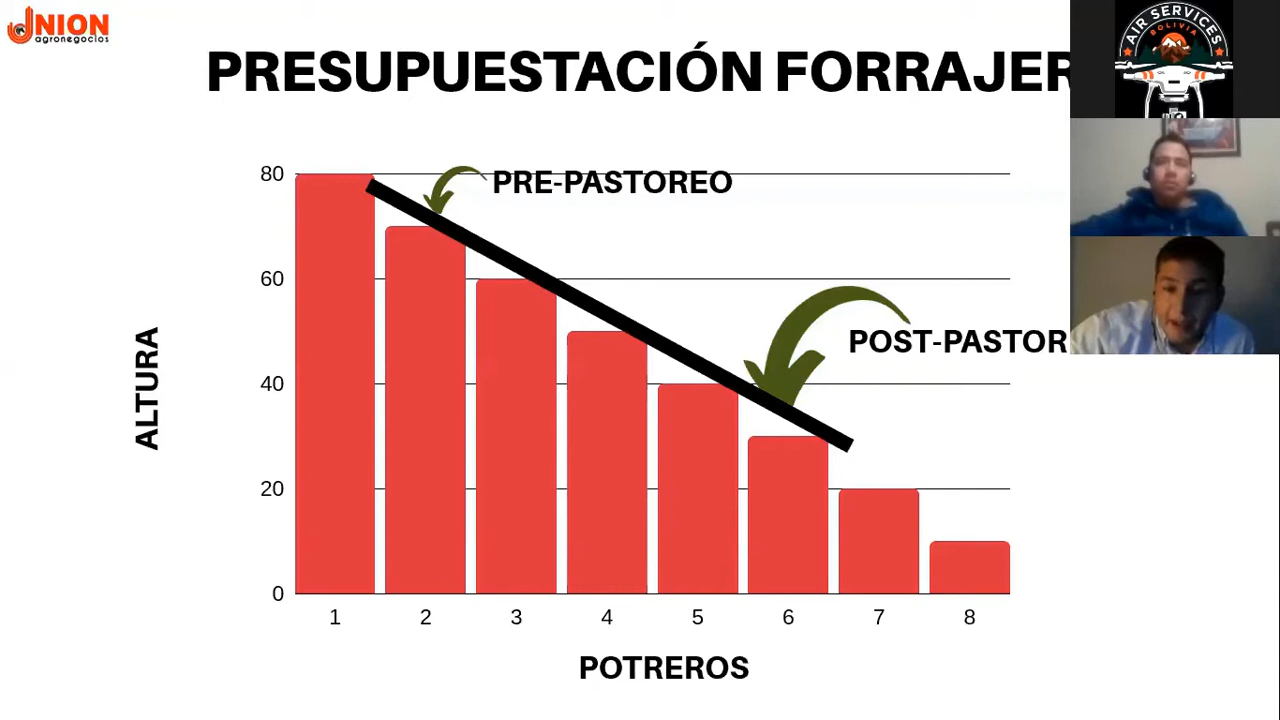 UNION
agronegocios
PRESUPUESTACIÓN FORRAJER
AIR SERVICES
BOLIVIA
80
60
40
20
0
PRE-PASTOREO
POST-PASTOR
ALTURA
1 2 3 4 5 6 7 8
POTREROS